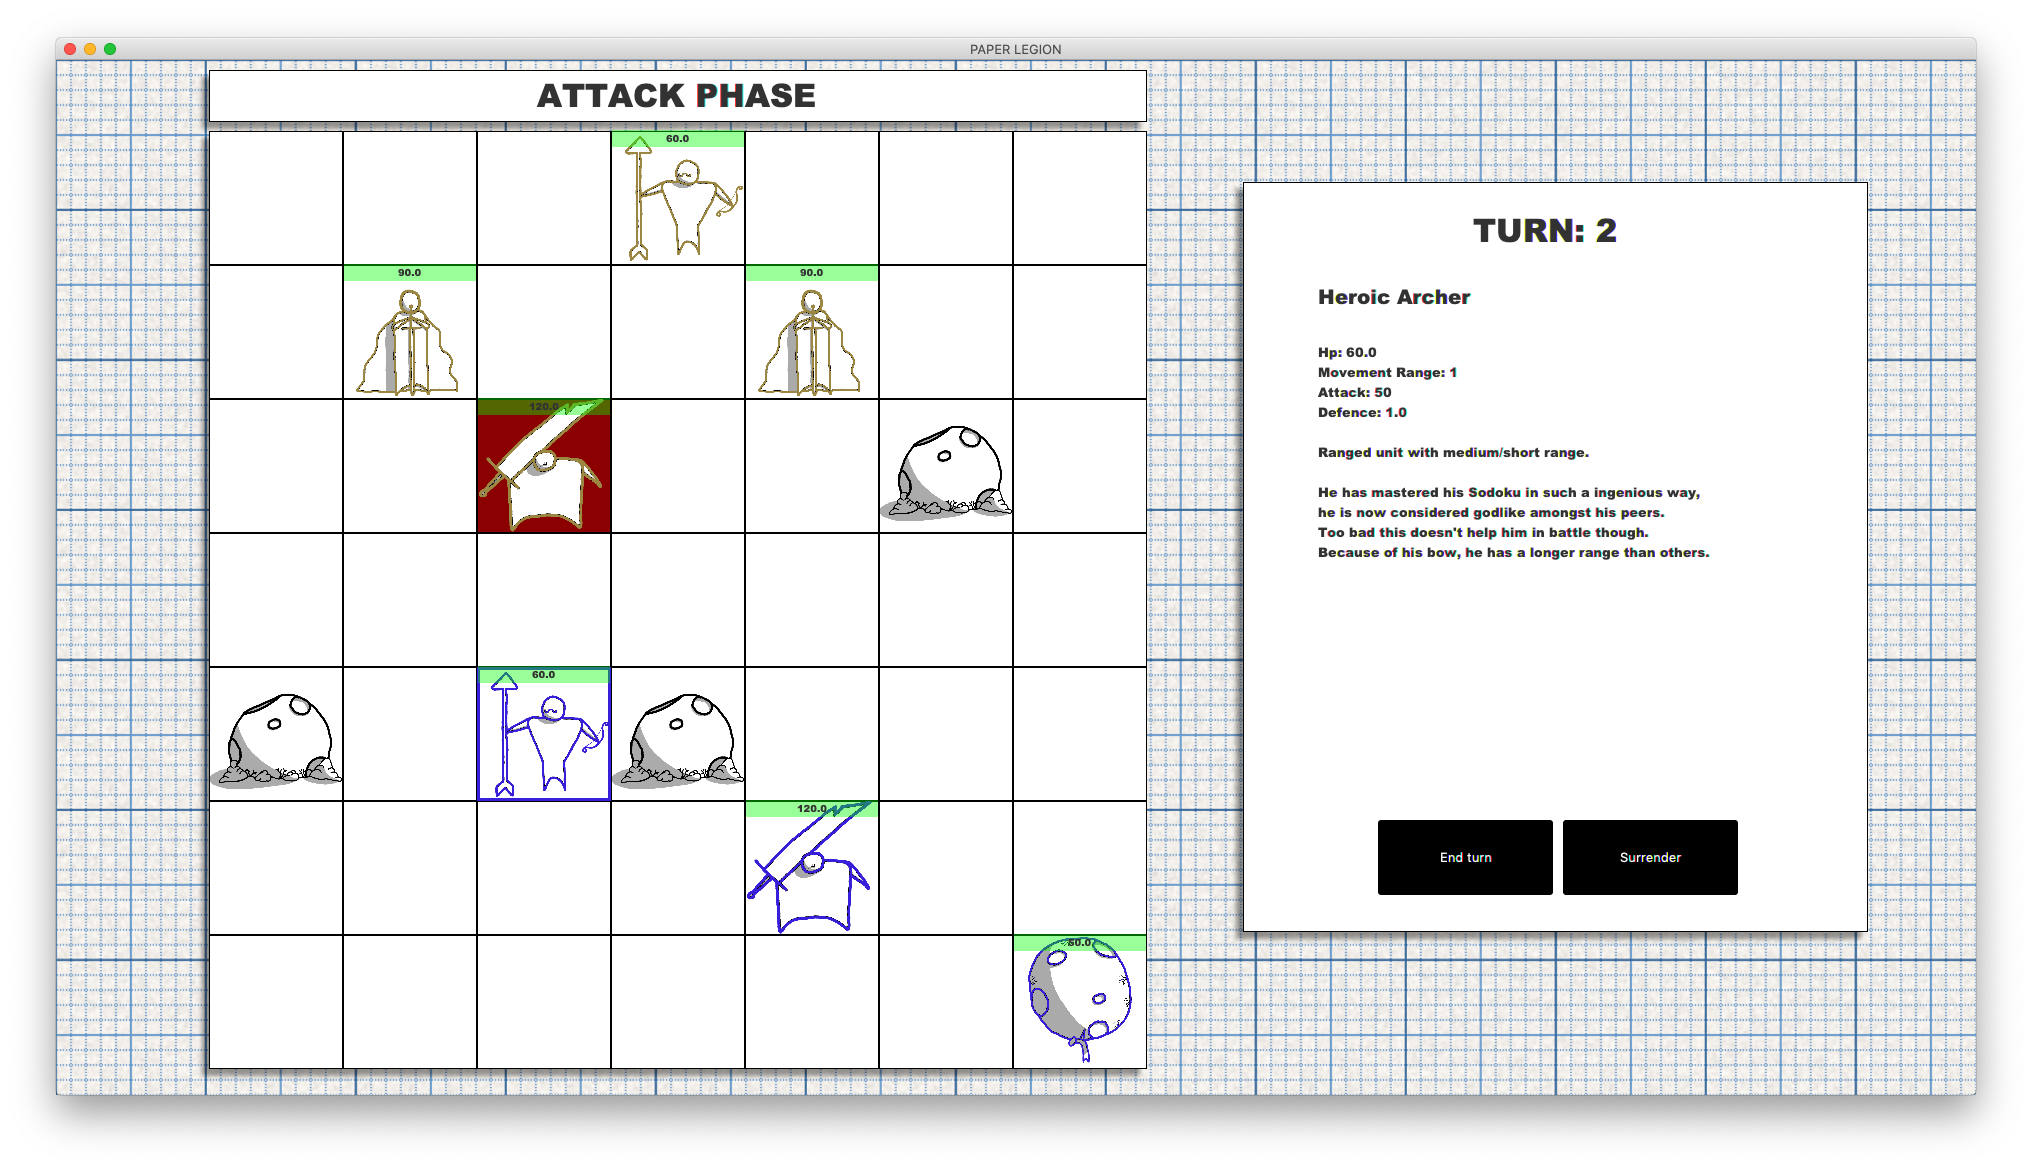 PAPER LEGION
ATTACK PHASE
60.0
90.0
90.0
120.0
60.0
120.0
60.0
TURN: 2
Heroic Archer
Hp: 60.0
Movement Range: 1
Attack: 50
Defence: 1.0
Ranged unit with medium/short range.
He has mastered his Sodoku in such a ingenious way,
he is now considered godlike amongst his peers.
Too bad this doesn't help him in battle though.
Because of his bow, he has a longer range than others.
End turn
Surrender